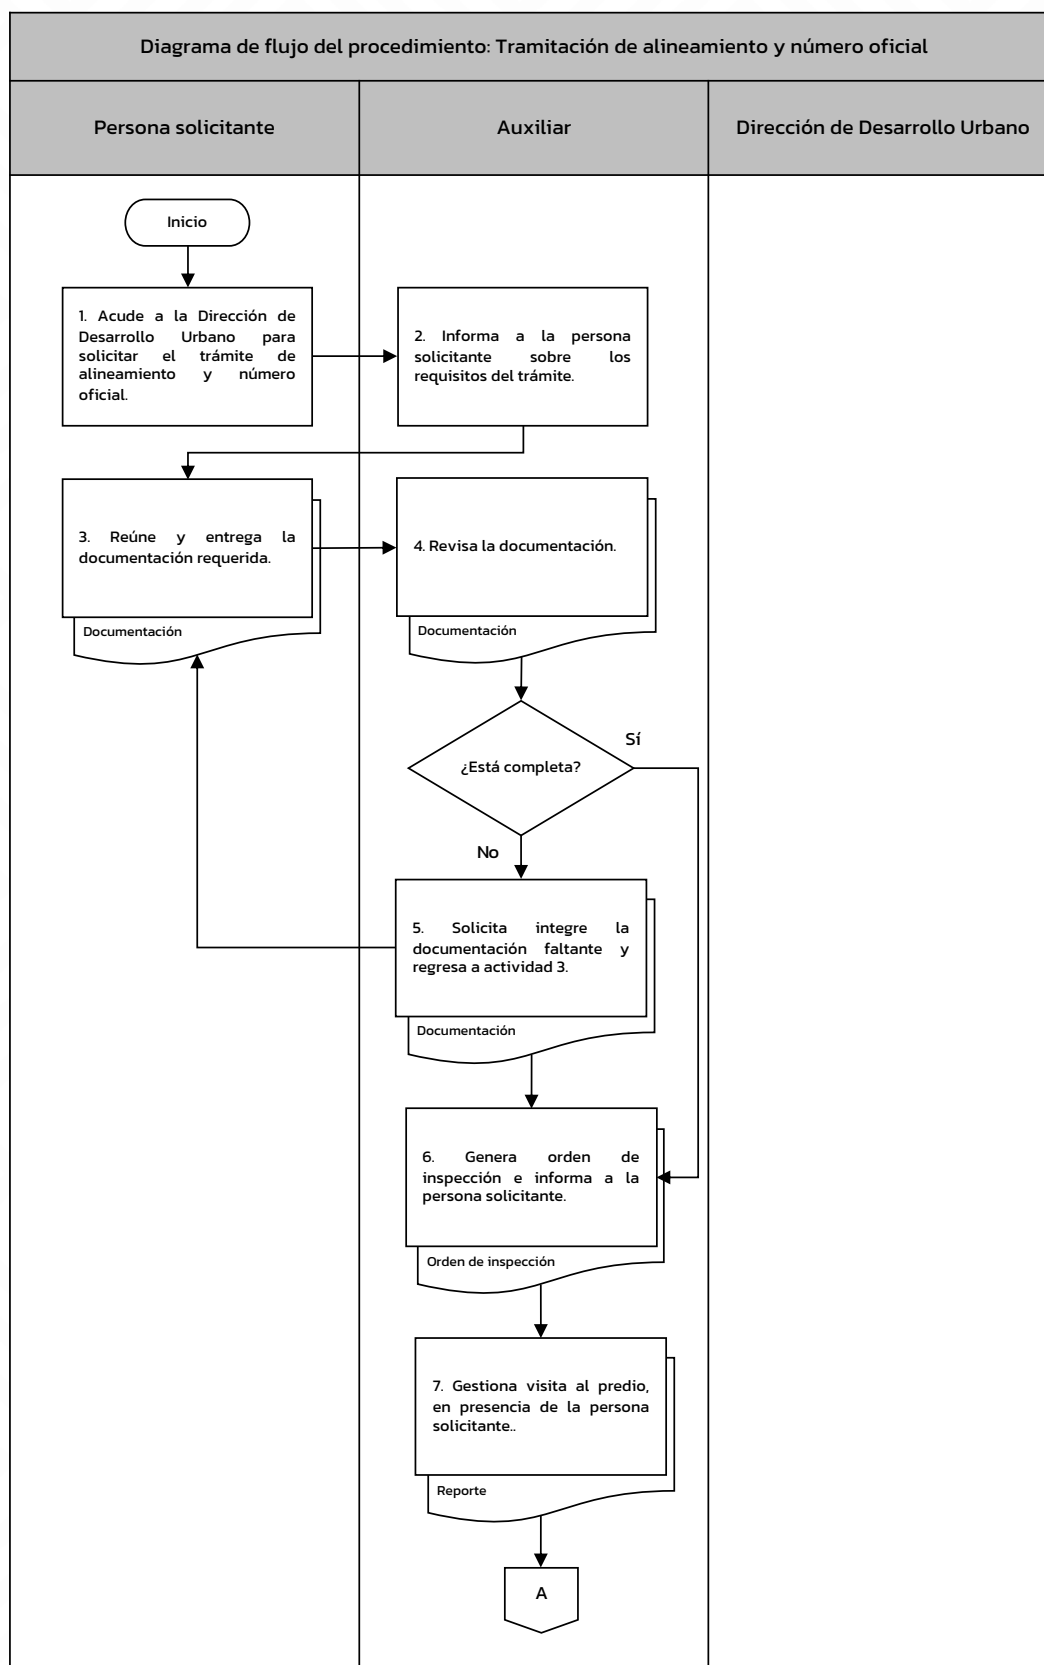 Diagrama de flujo del procedimiento: Tramitación de alineamiento y número oficial
Persona solicitante
Auxiliar
Dirección de Desarrollo Urbano
Inicio
1. Acude a la Dirección de
Desarrollo Urbano para
solicitar el trámite de
alineamiento y número
oficial.
2. Informa a la persona
solicitante sobre los
requisitos del trámite.
3. Reúne y entrega la
documentación requerida.
Documentación
4. Revisa la documentación.
Documentación
¿Está completa?
Sí
No
5. Solicita integre la
documentación faltante y
regresa a actividad 3.
Documentación
6. Genera orden de
inspección e informa a la
persona solicitante.
Orden de inspección
7. Gestiona visita al predio,
en presencia de la persona
solicitante..
Reporte
A